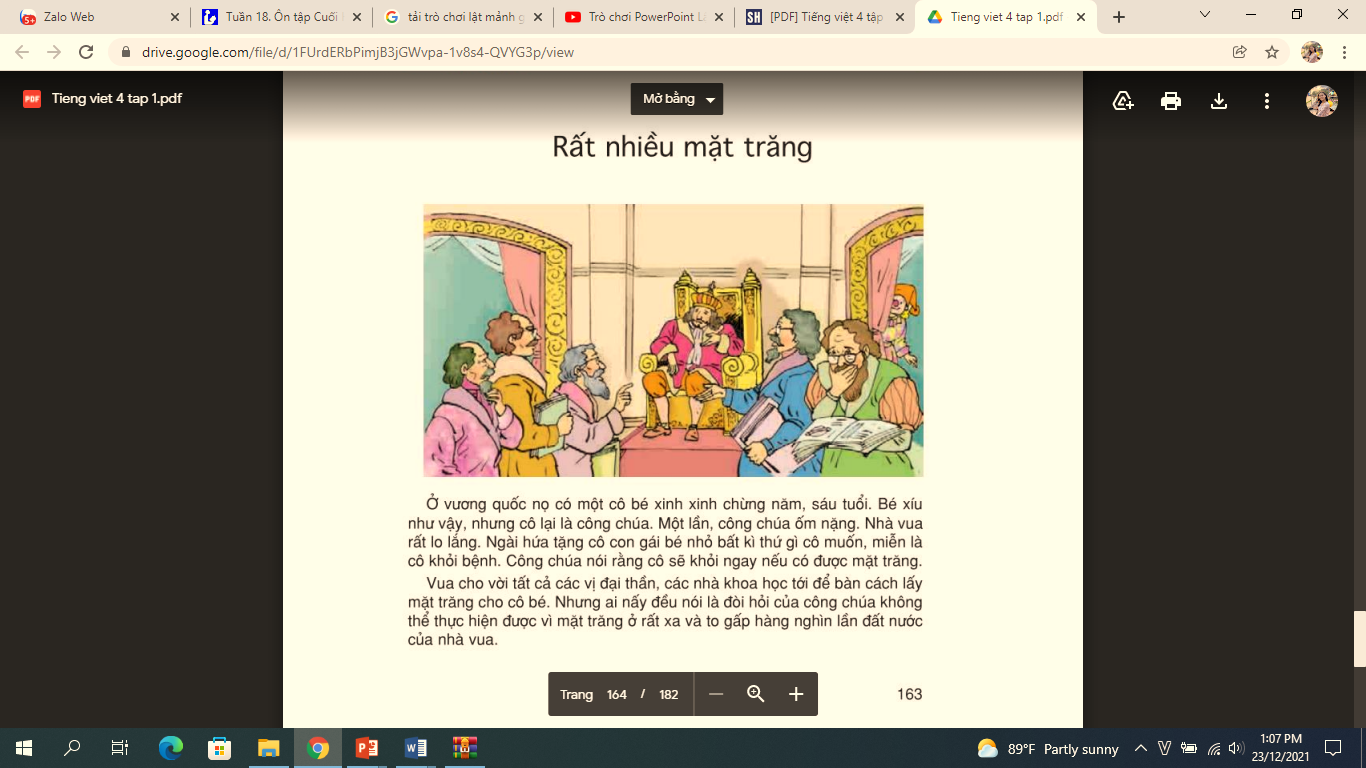 Zalo Web
Tuần 18. Ôn tập Cuối
tải trò chơi lật mảnh g
Trò chơi PowerPoint L
[PDF] Tiếng việt 4 tập
Tieng viet 4 tap 1.pdf
drive.google.com/file/d/1FUrdERbPimjB3jGWvpa-1v8s4-QVYG3p/view
PDF Tieng viet 4 tap 1.pdf
Mở bằng
Rất nhiều mặt trăng
Ở vương quốc nọ có một cô bé xinh xinh chừng năm, sáu tuổi. Bé xíu
như vậy, nhưng cô lại là công chúa. Một lần, công chúa ốm nặng. Nhà vua
rất lo lắng. Ngài hứa tặng cô con gái bé nhỏ bất kì thứ gì cô muốn, miễn là
cô khỏi bệnh. Công chúa nói rằng cô sẽ khỏi ngay nếu có được mặt trăng.
Vua cho vời tất cả các vị đại thần, các nhà khoa học tới để bàn cách lấy
mặt trăng cho cô bé. Nhưng ai nấy đều nói là đòi hỏi của công chúa không
thể thực hiện được vì mặt trăng ở rất xa và to gấp hàng nghìn lần đất nước
của nhà vua.
Trang 164 / 182
163
89°F Partly sunny
1:07 PM
23/12/2021